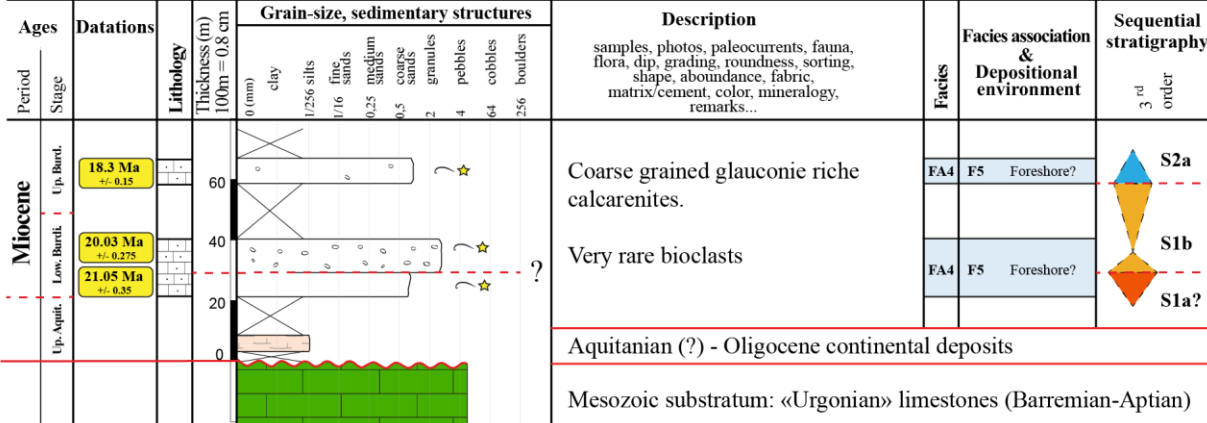 Ages
Datations
Period
Stage
Lithology
Thickness (m)
100m = 0.8 cm
Grain-size, sedimentary structures
0 (mm)
clay
1/256 silts
1/16 fine sands
0,25 medium sands
0,5 coarse sands
2 granules
4 pebbles
64 cobbles
256 boulders
Description
samples, photos, paleocurrents, fauna,
flora, dip, grading, roundness, sorting,
shape, aboundance, fabric,
matrix/cement, color, mineralogy,
remarks...
Facies
Facies association
&
Depositional
environment
Sequential
stratigraphy
3 rd
order
Miocene
Up. Burd.
Low. Burdi.
Up. Aquit.
18.3 Ma
+/- 0.15
20.03 Ma
+/- 0.275
21.05 Ma
+/- 0.35
60
40
20
0
?
Coarse grained glauconie riche
calcarenites.
Very rare bioclasts
FA4 F5 Foreshore?
FA4 F5 Foreshore?
S2a
S1b
S1a?
Aquitanian (?) - Oligocene continental deposits
Mesozoic substratum: «Urgonian» limestones (Barremian-Aptian)